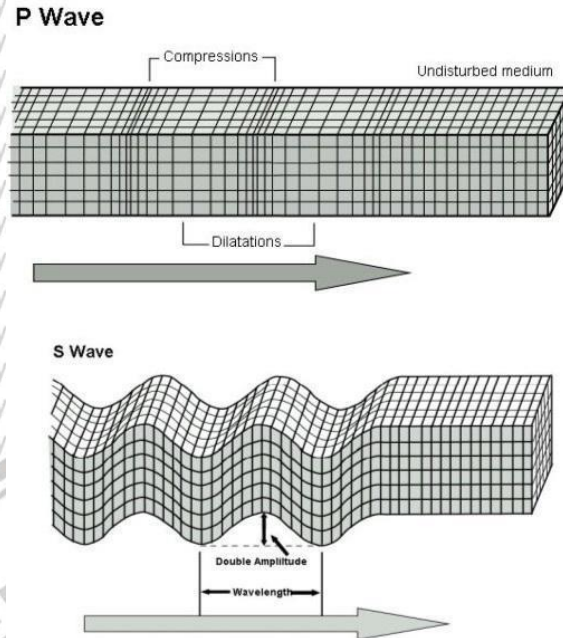 P Wave
Compressions
Undisturbed medium
Dilatations
S Wave
Double Amplitude
Wavelength